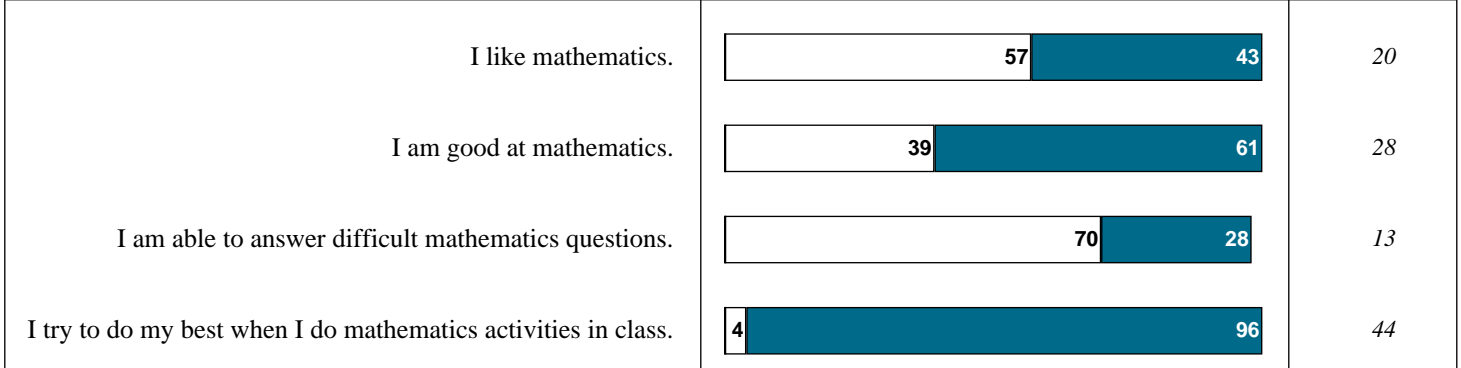 I like mathematics. 57 43 20
I am good at mathematics. 39 61 28
I am able to answer difficult mathematics questions. 70 28 13
I try to do my best when I do mathematics activities in class. 4 96 44